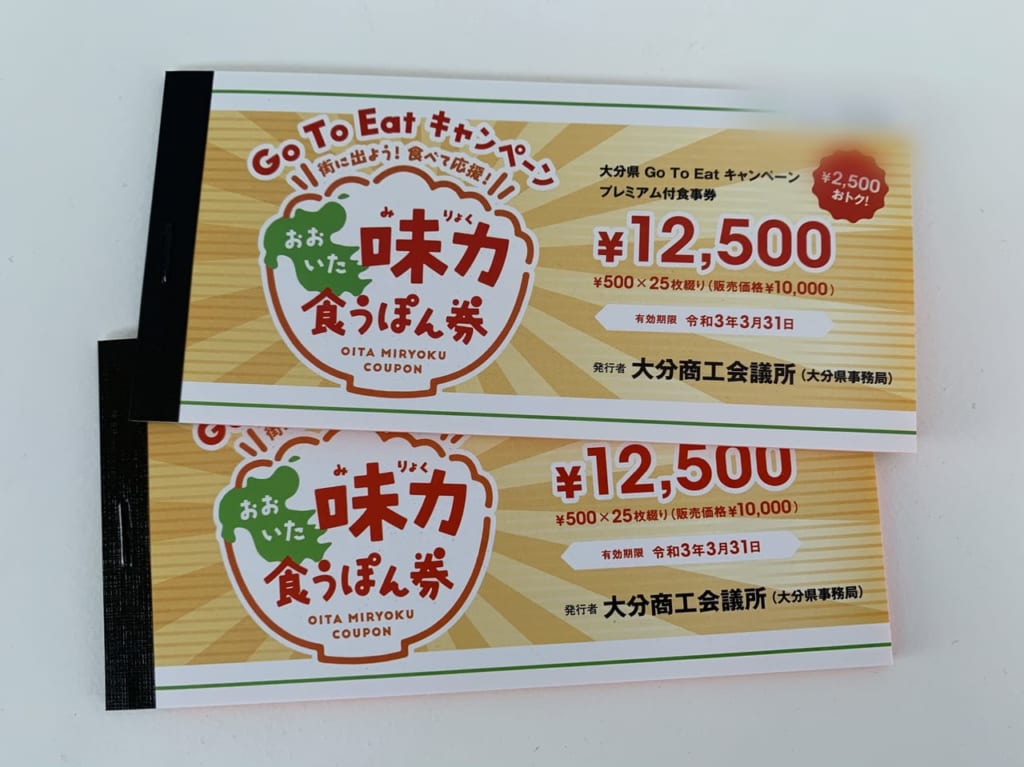 Go To Eat キャンペーン
街に出よう!食べて応援!
おお
いた
み りょく
味力
食うぽん券
OITA MIRYOKU
COUPON
大分県 Go To Eat キャンペーン
プレミアム付食事券
¥2,500
おトク!
¥12,500
¥500×25枚綴り(販売価格¥10,000)
有効期限 令和3年3月31日
発行者 大分商工会議所(大分県事務局)
おお
いた
み りょく
味力
食うぽん券
OITA MIRYOKU
COUPON
¥12,500
¥500×25枚綴り(販売価格¥10,000)
有効期限 令和3年3月31日
発行者 大分商工会議所(大分県事務局)